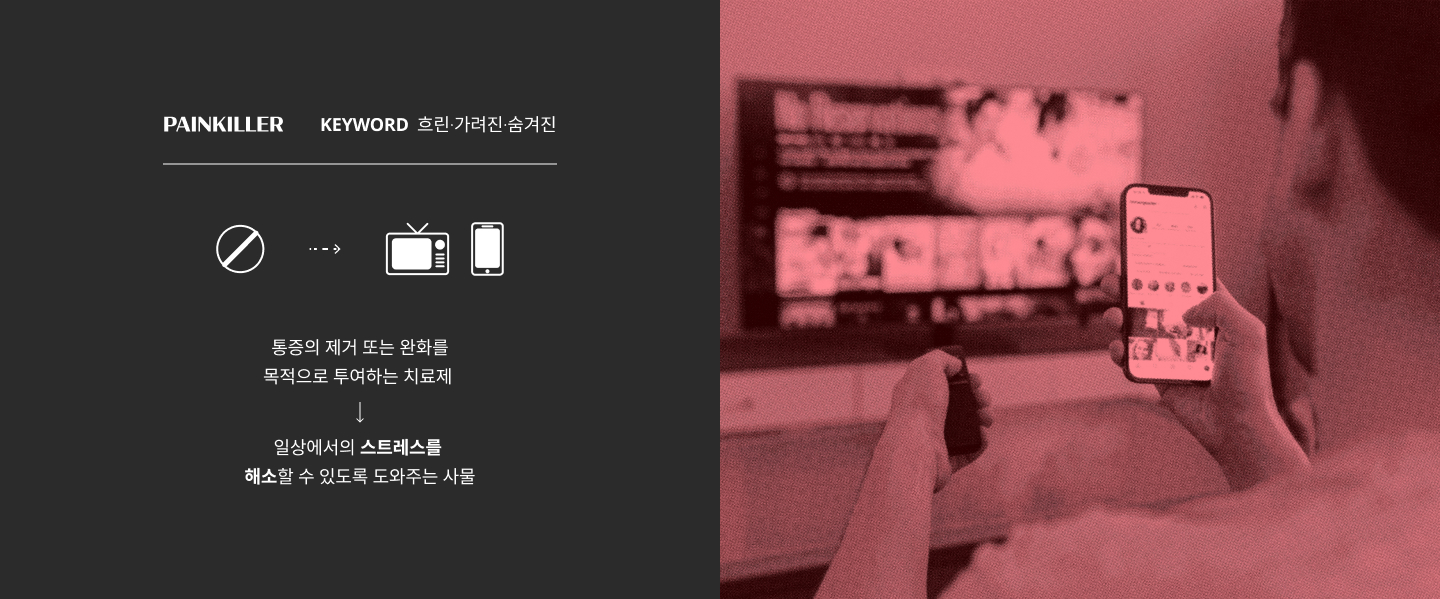 PAINKILLER KEYWORD 흐린·가려진·숨겨진
통증의 제거 또는 완화를
목적으로 투여하는 치료제
일상에서의 스트레스를
해소할 수 있도록 도와주는 사물